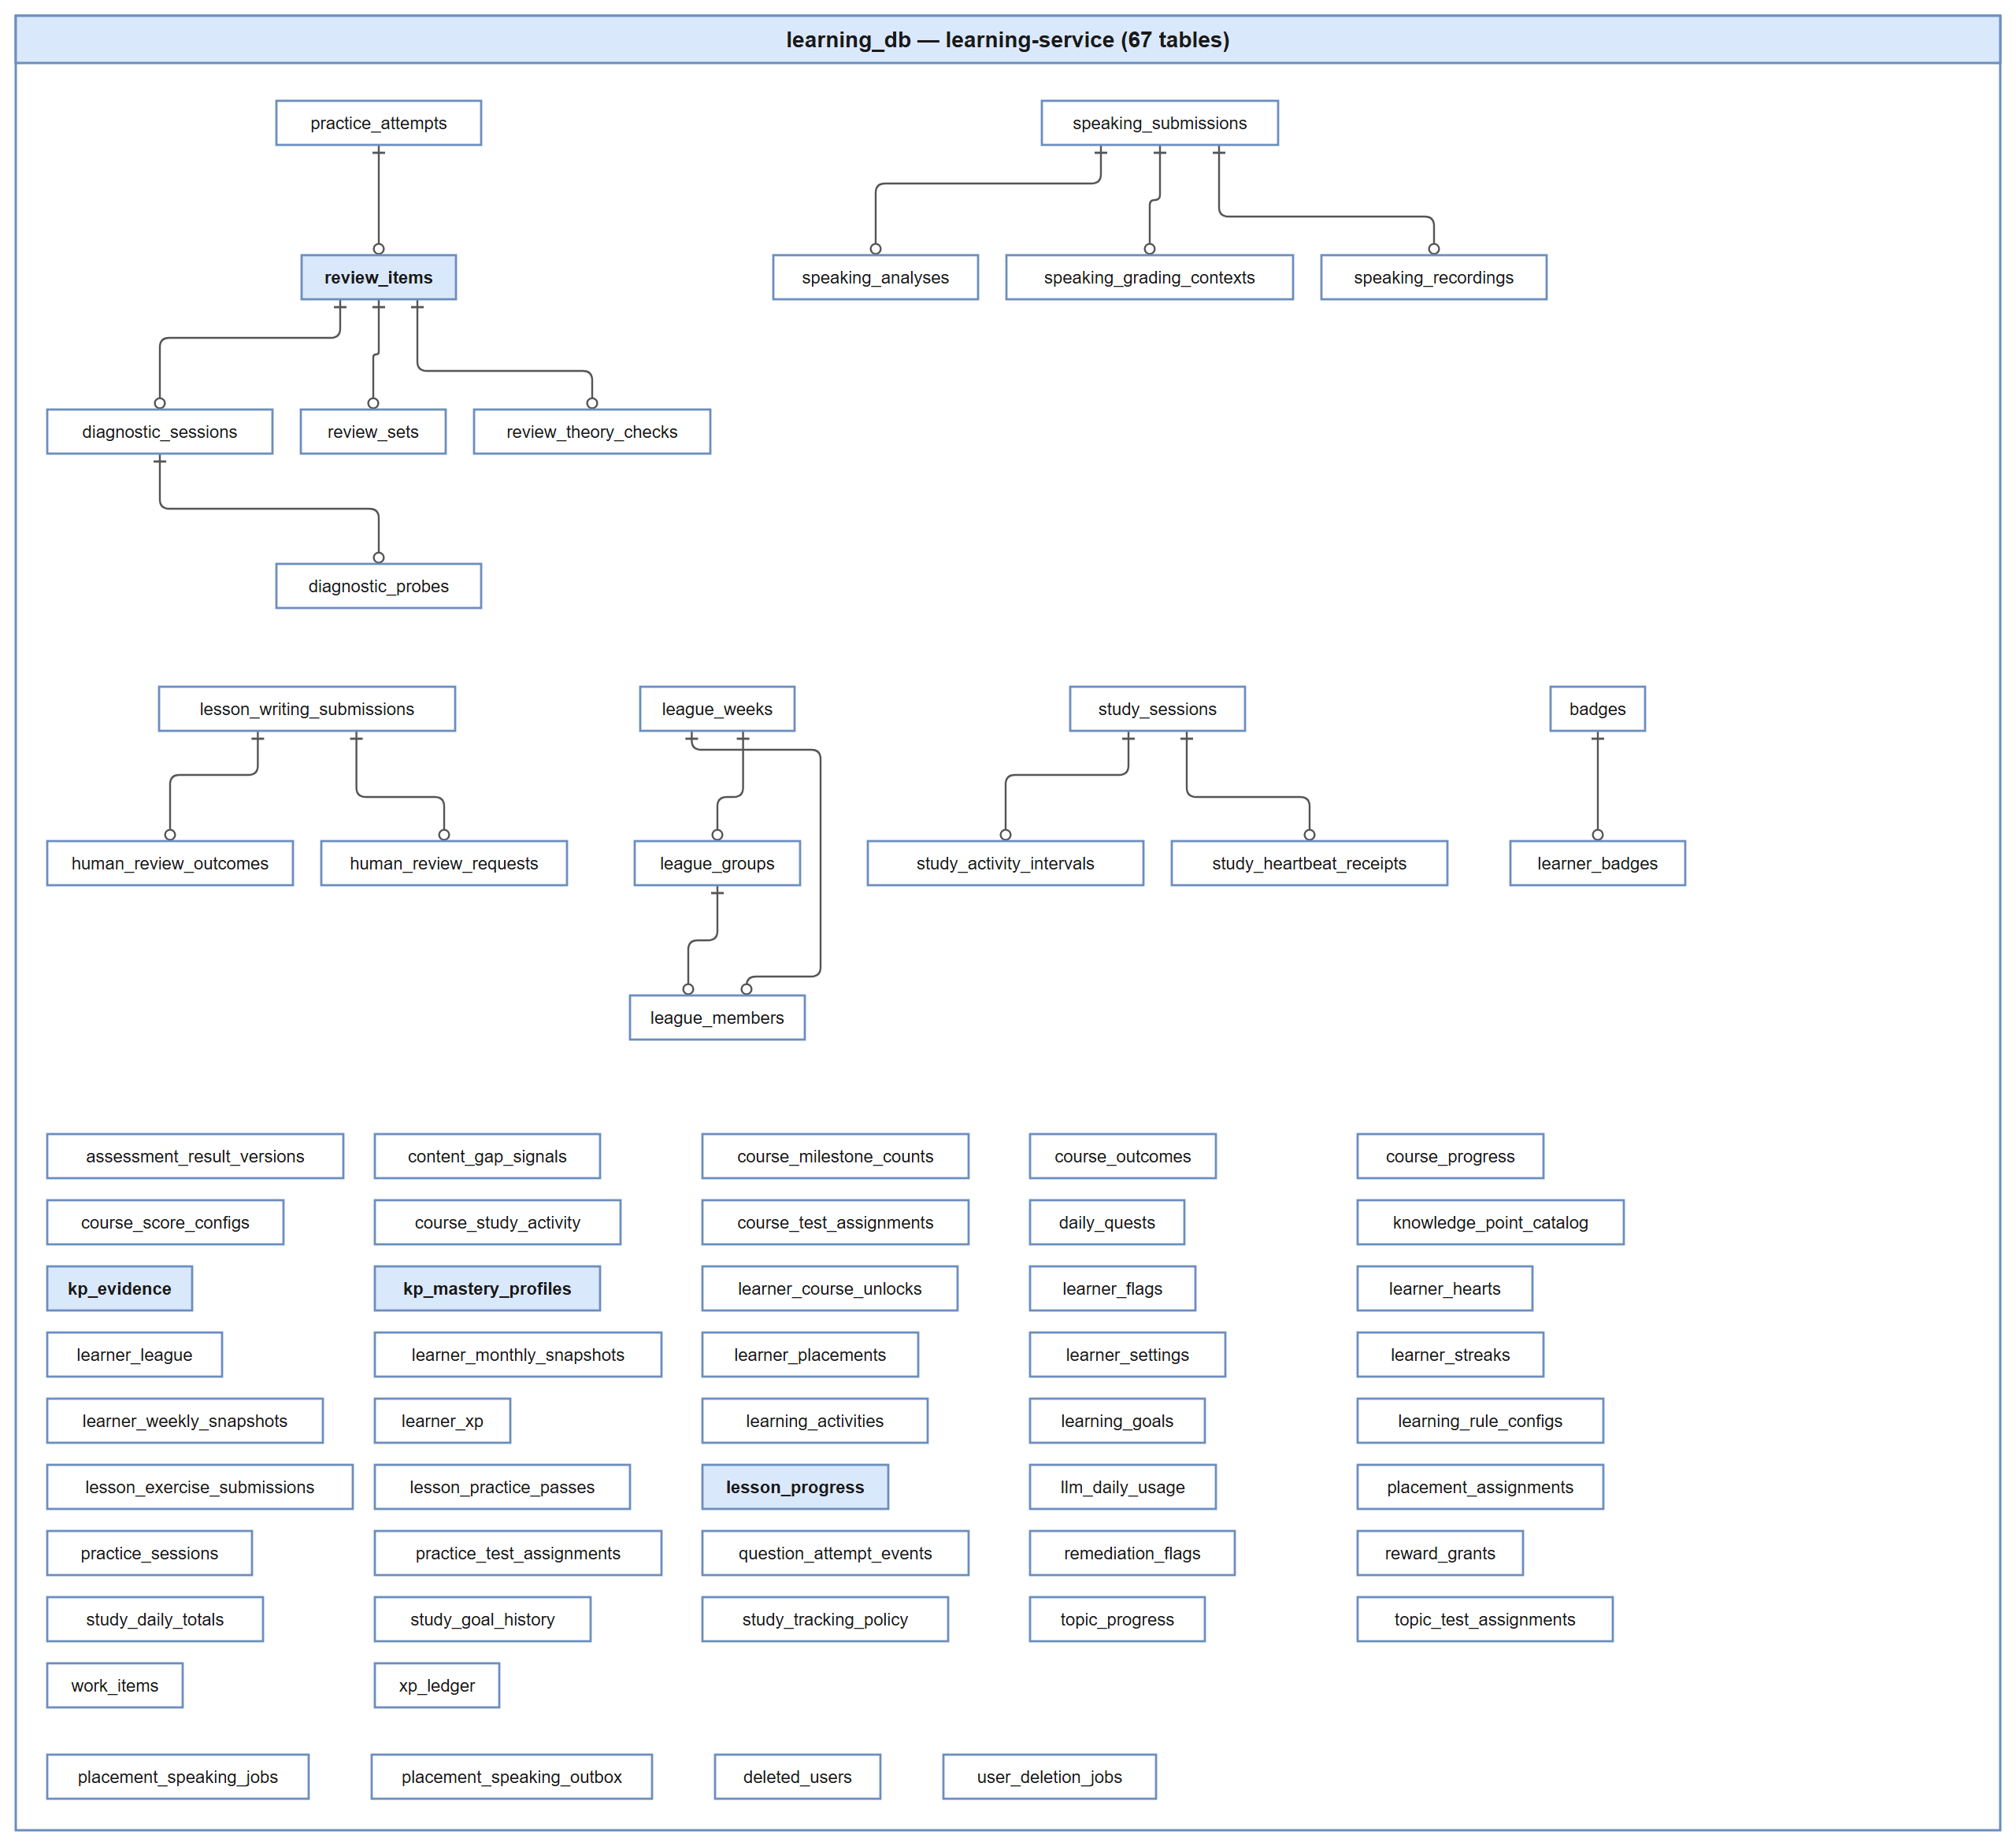 learning_db — learning-service (67 tables)
practice_attempts
speaking_submissions
review_items
speaking_analyses
speaking_grading_contexts
speaking_recordings
diagnostic_sessions
review_sets
review_theory_checks
diagnostic_probes
lesson_writing_submissions
league_weeks
study_sessions
badges
human_review_outcomes
human_review_requests
league_groups
study_activity_intervals
study_heartbeat_receipts
learner_badges
league_members
assessment_result_versions
content_gap_signals
course_milestone_counts
course_outcomes
course_progress
course_score_configs
course_study_activity
course_test_assignments
daily_quests
knowledge_point_catalog
kp_evidence
kp_mastery_profiles
learner_course_unlocks
learner_flags
learner_hearts
learner_league
learner_monthly_snapshots
learner_placements
learner_settings
learner_streaks
learner_weekly_snapshots
learner_xp
learning_activities
learning_goals
learning_rule_configs
lesson_exercise_submissions
lesson_practice_passes
lesson_progress
llm_daily_usage
placement_assignments
practice_sessions
practice_test_assignments
question_attempt_events
remediation_flags
reward_grants
study_daily_totals
study_goal_history
study_tracking_policy
topic_progress
topic_test_assignments
work_items
xp_ledger
placement_speaking_jobs
placement_speaking_outbox
deleted_users
user_deletion_jobs